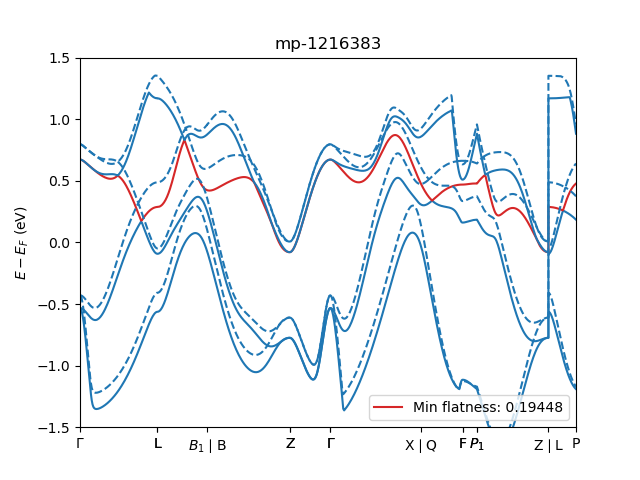 mp-1216383
E − E_F (eV)
1.5
1.0
0.5
0.0
−0.5
−1.0
−1.5
Min flatness: 0.19448
Γ L B₁ | B Z Γ X | Q F P₁ Z | L P